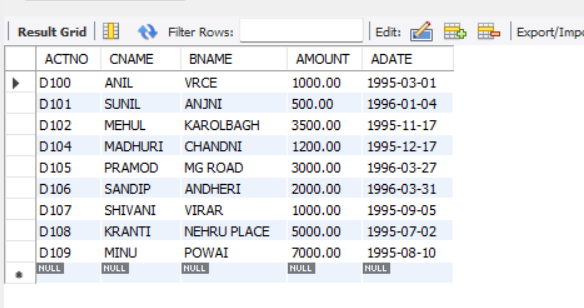 Result Grid Filter Rows: Edit: Export/Impo
ACTNO CNAME BNAME AMOUNT ADATE
D100 ANIL VRCE 1000.00 1995-03-01
D101 SUNIL ANJNI 500.00 1996-01-04
D102 MEHUL KAROLBAGH 3500.00 1995-11-17
D104 MADHURI CHANDNI 1200.00 1995-12-17
D105 PRAMOD MG ROAD 3000.00 1996-03-27
D106 SANDIP ANDHERI 2000.00 1996-03-31
D107 SHIVANI VIRAR 1000.00 1995-09-05
D108 KRANTI NEHRU PLACE 5000.00 1995-07-02
D109 MINU POWAI 7000.00 1995-08-10
NULL NULL NULL NULL NULL